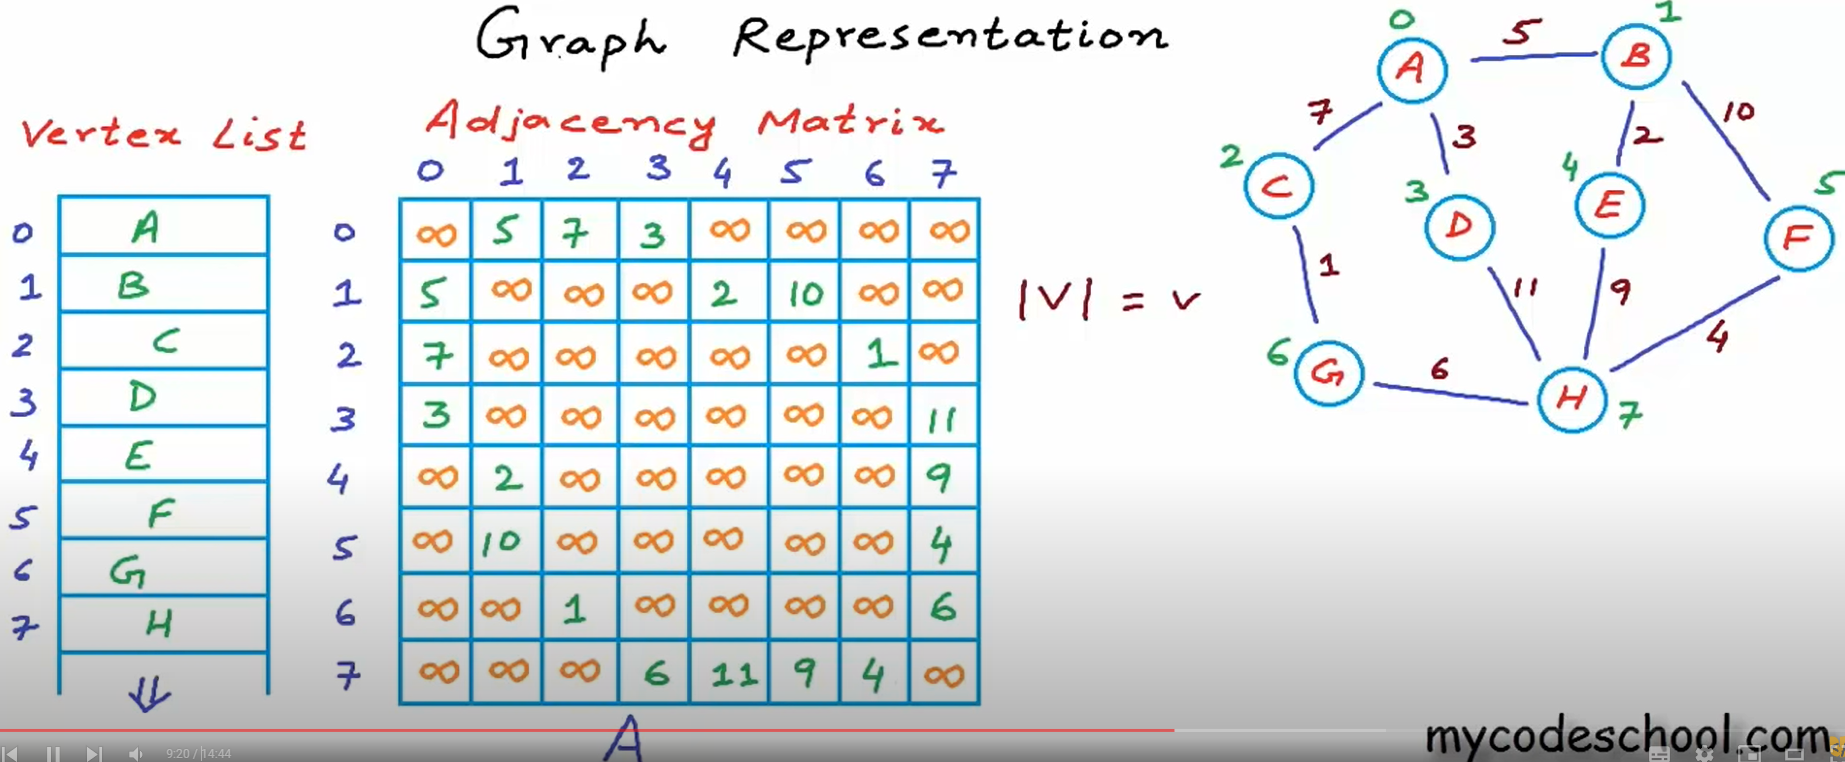 Graph Representation
Vertex List
Adjacency Matrix
0 1 2 3 4 5 6 7
0 A
1 B
2 C
3 D
4 E
5 F
6 G
7 H
0 ∞ 5 7 3 ∞ ∞ ∞ ∞
1 5 ∞ ∞ ∞ 2 10 ∞ ∞
2 7 ∞ ∞ ∞ ∞ ∞ 1 ∞
3 3 ∞ ∞ ∞ ∞ ∞ ∞ 11
4 ∞ 2 ∞ ∞ ∞ ∞ ∞ 9
5 ∞ 10 ∞ ∞ ∞ ∞ ∞ 4
6 ∞ ∞ 1 ∞ ∞ ∞ ∞ 6
7 ∞ ∞ ∞ 6 11 9 4 ∞
A
|V| = v
0
1
A
5
B
7
3
2
10
2
C
3
D
4
E
5
F
1
11
9
4
6
G
6
H
7
mycodeschool.com
9:20 / 14:44